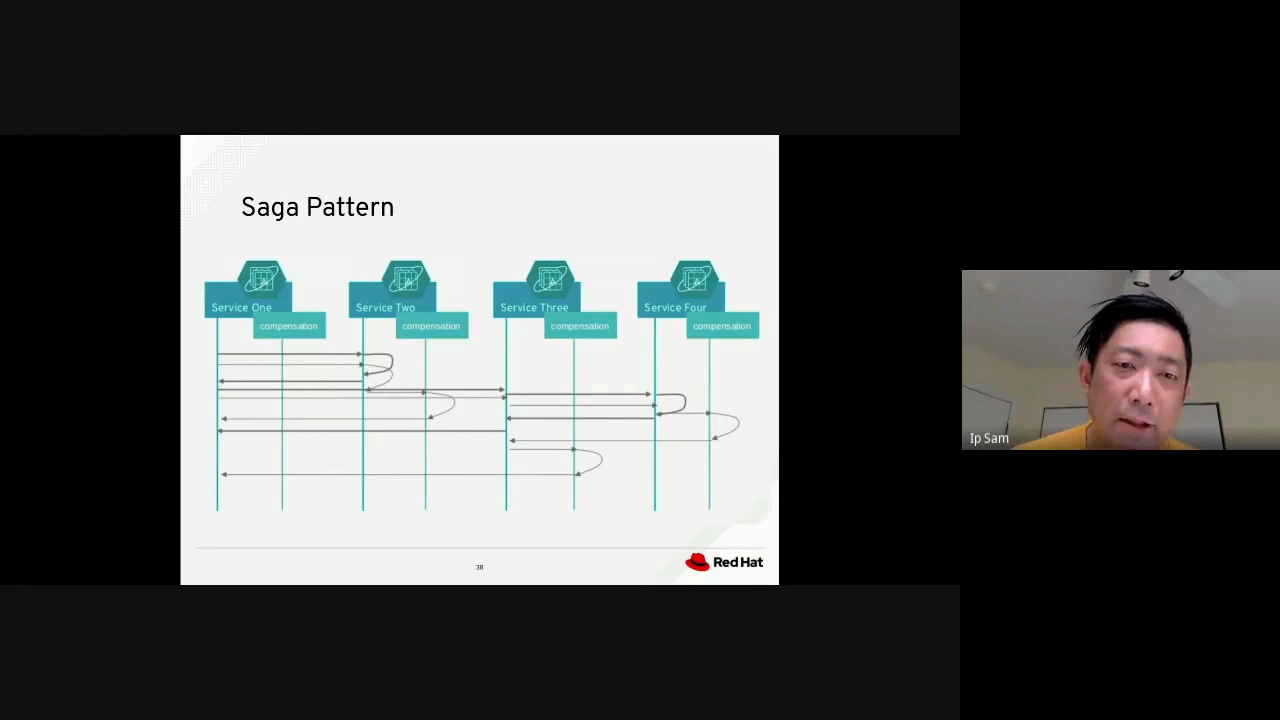 Saga Pattern
Service One
Service Two
Service Three
Service Four
compensation
compensation
compensation
compensation
38
Red Hat
Ip Sam